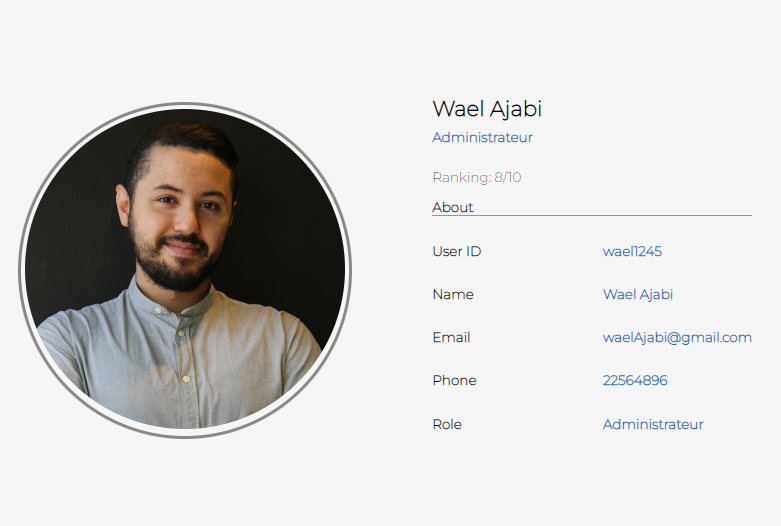 Wael Ajabi
Administrateur
Ranking: 8/10
About
User ID wael1245
Name Wael Ajabi
Email waelAjabi@gmail.com
Phone 22564896
Role Administrateur